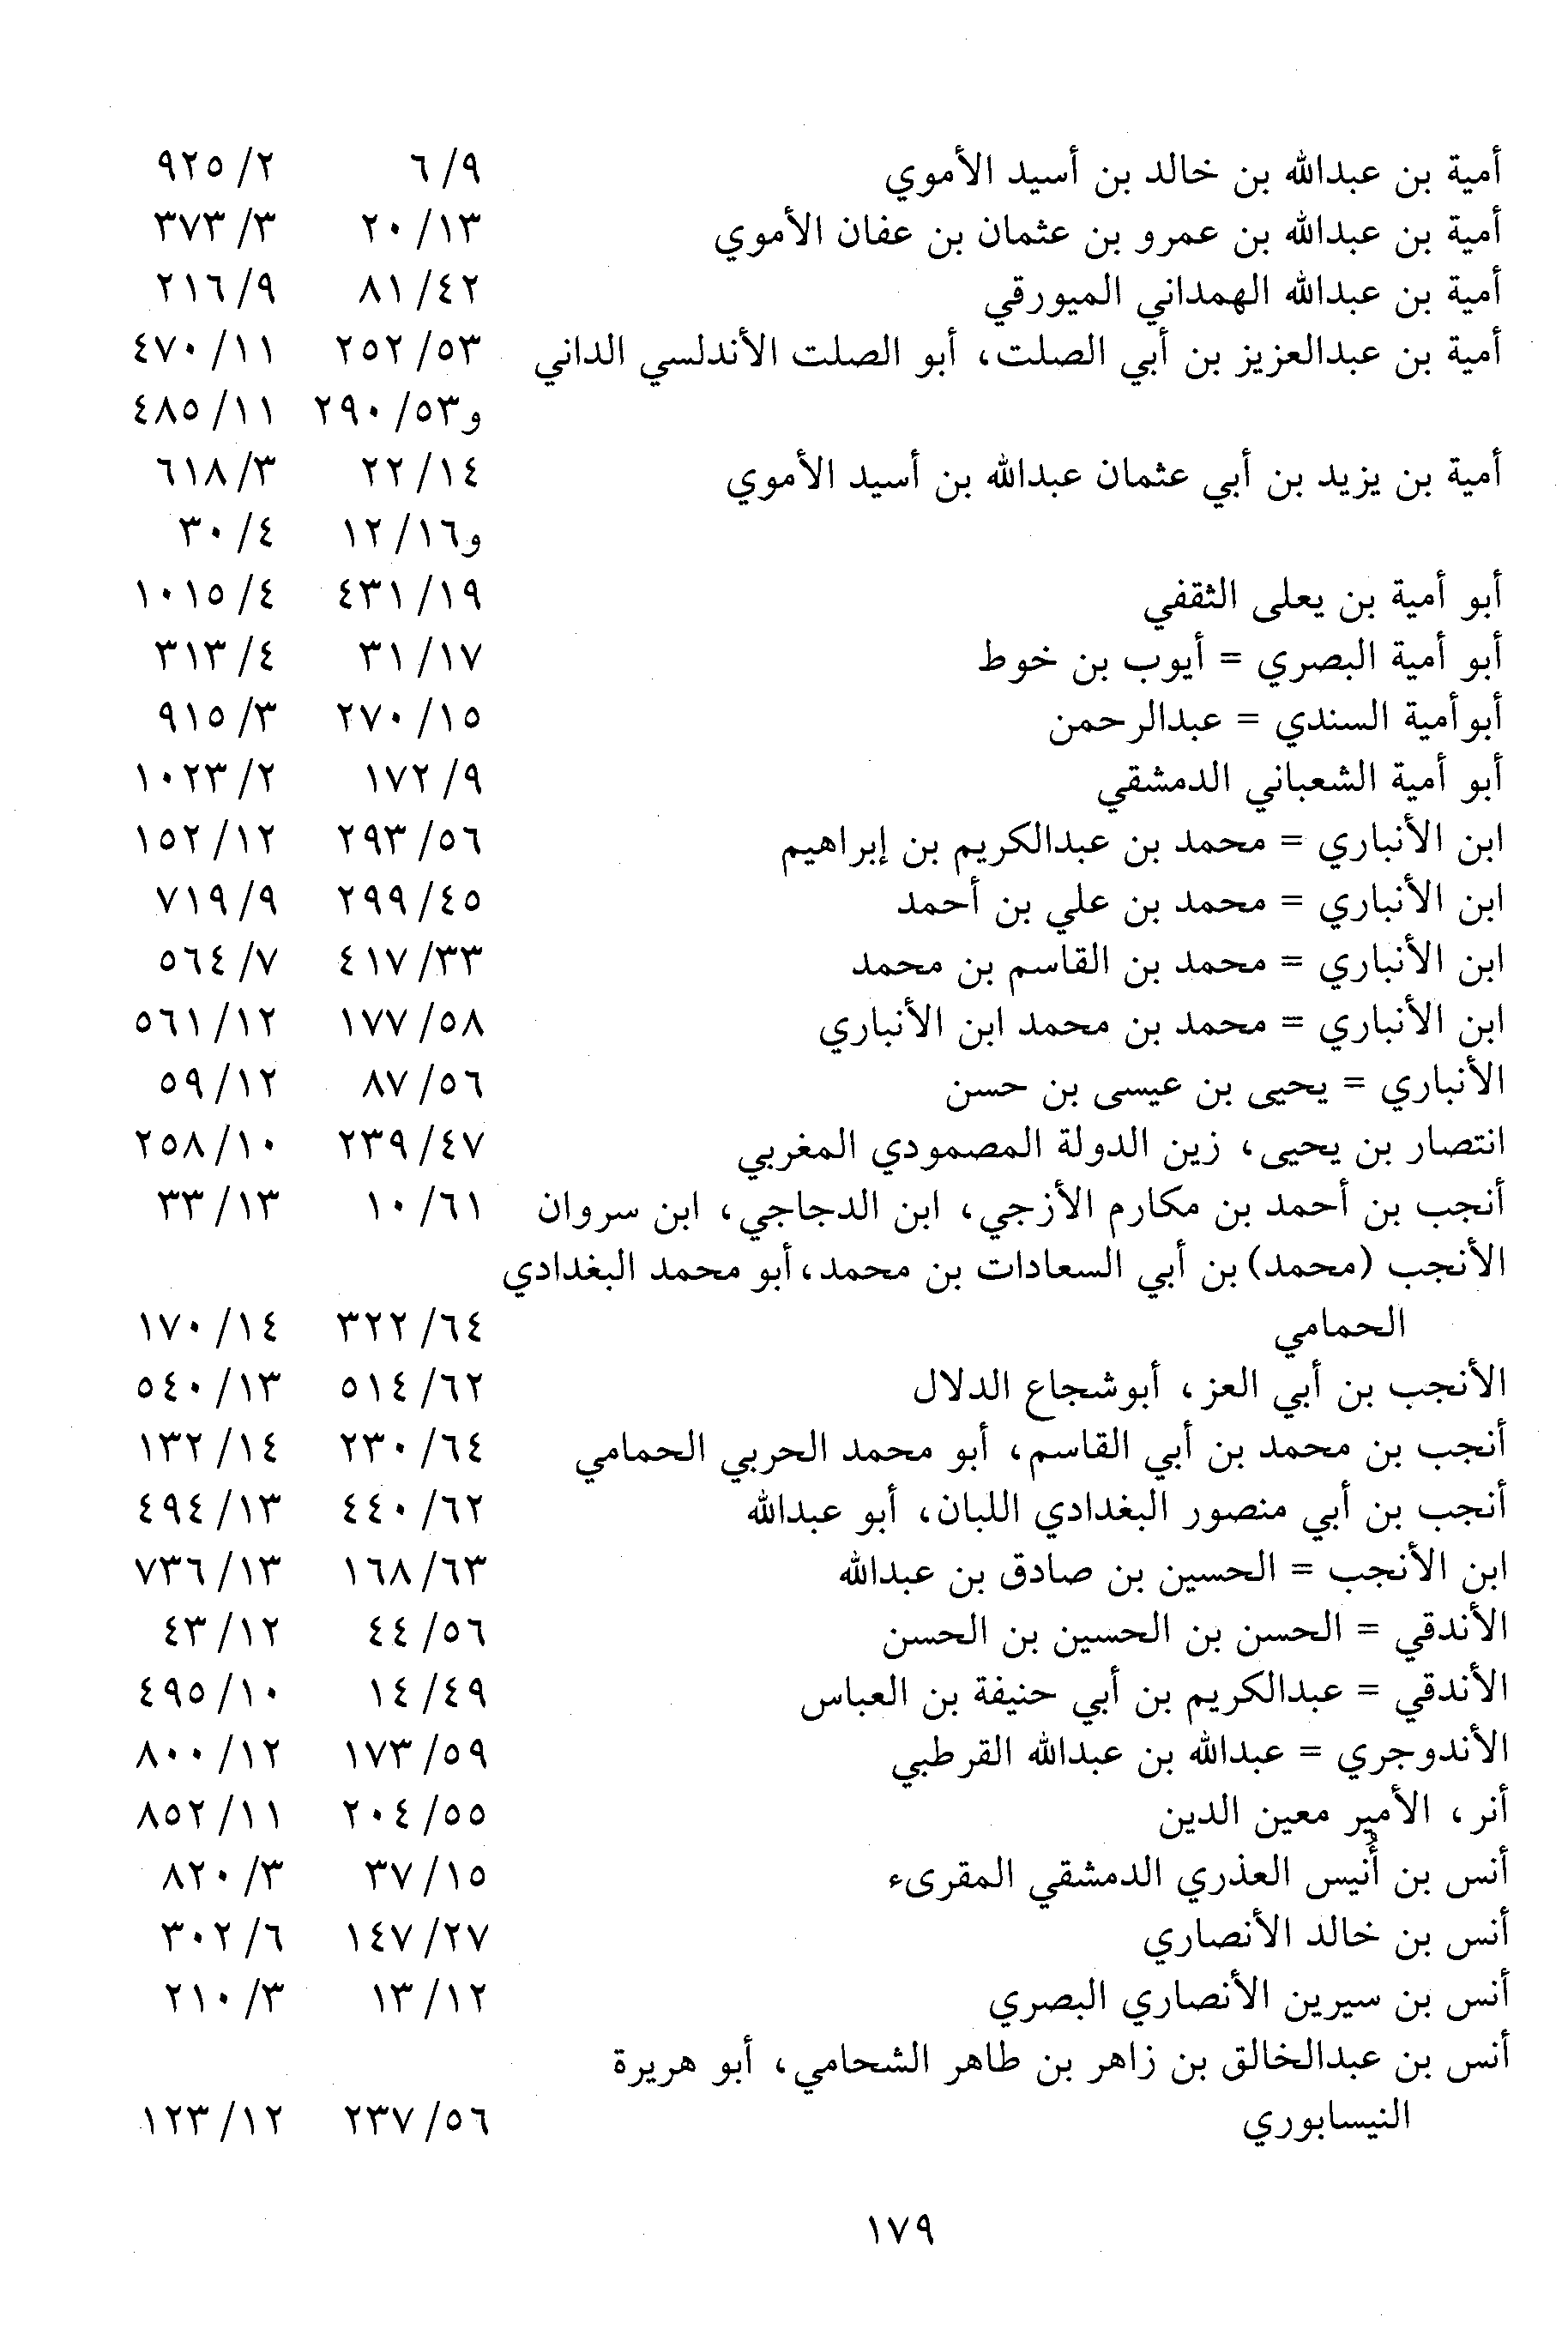 أمية بن عبدالله بن خالد بن أسيد الأموي ٩/ ٦ ٢/ ٩٢٥
أمية بن عبدالله بن عمرو بن عثمان بن عفان الأموي ١٣/ ٢٠ ٣/ ٣٧٣
أمية بن عبدالله الهمداني الميورقي ٤٢/ ٨١ ٩/ ٢١٦
أمية بن عبدالعزيز بن أبي الصلت، أبو الصلت الأندلسي الداني ٥٣/ ٢٥٢ ١١/ ٤٧٠
و٥٣/ ٢٩٠ ١١/ ٤٨٥
أمية بن يزيد بن أبي عثمان عبدالله بن أسيد الأموي ١٤/ ٢٢ ٣/ ٦١٨
و١٦/ ١٢ ٤/ ٣٠
أبو أمية بن يعلى الثقفي ١٩/ ٤٣١ ٤/ ١٠١٥
أبو أمية البصري = أيوب بن خوط ١٧/ ٣١ ٤/ ٣١٣
أبوأمية السندي = عبدالرحمن ١٥/ ٢٧٠ ٣/ ٩١٥
أبو أمية الشعباني الدمشقي ٩/ ١٧٢ ٢/ ١٠٢٣
ابن الأنباري = محمد بن عبدالكريم بن إبراهيم ٥٦/ ٢٩٣ ١٢/ ١٥٢
ابن الأنباري = محمد بن علي بن أحمد ٤٥/ ٢٩٩ ٩/ ٧١٩
ابن الأنباري = محمد بن القاسم بن محمد ٣٣/ ٤١٧ ٧/ ٥٦٤
ابن الأنباري = محمد بن محمد ابن الأنباري ٥٨/ ١٧٧ ١٢/ ٥٦١
الأنباري = يحيى بن عيسى بن حسن ٥٦/ ٨٧ ١٢/ ٥٩
انتصار بن يحيى، زين الدولة المصمودي المغربي ٤٧/ ٢٣٩ ١٠/ ٢٥٨
أنجب بن أحمد بن مكارم الأزجي، ابن الدجاجي، ابن سروان ٦١/ ١٠ ١٣/ ٣٣
الأنجب (محمد) بن أبي السعادات بن محمد، أبو محمد البغدادي
الحمامي ٦٤/ ٣٢٢ ١٤/ ١٧٠
الأنجب بن أبي العز، أبوشجاع الدلال ٦٢/ ٥١٤ ١٣/ ٥٤٠
أنجب بن محمد بن أبي القاسم، أبو محمد الحربي الحمامي ٦٤/ ٢٣٠ ١٤/ ١٣٢
أنجب بن أبي منصور البغدادي اللبان، أبو عبدالله ٦٢/ ٤٤٠ ١٣/ ٤٩٤
ابن الأنجب = الحسين بن صادق بن عبدالله ٦٣/ ١٦٨ ١٣/ ٧٣٦
الأندقي = الحسن بن الحسين بن الحسن ٥٦/ ٤٤ ١٢/ ٤٣
الأندقي = عبدالكريم بن أبي حنيفة بن العباس ٤٩/ ١٤ ١٠/ ٤٩٥
الأندوجري = عبدالله بن عبدالله القرطبي ٥٩/ ١٧٣ ١٢/ ٨٠٠
أنر، الأمير معين الدين ٥٥/ ٢٠٤ ١١/ ٨٥٢
أنس بن أُنيس العذري الدمشقي المقرىء ١٥/ ٣٧ ٣/ ٨٢٠
أنس بن خالد الأنصاري ٢٧/ ١٤٧ ٦/ ٣٠٢
أنس بن سيرين الأنصاري البصري ١٢/ ١٣ ٣/ ٢١٠
أنس بن عبدالخالق بن زاهر بن طاهر الشحامي، أبو هريرة
النيسابوري ٥٦/ ٢٣٧ ١٢/ ١٢٣
١٧٩